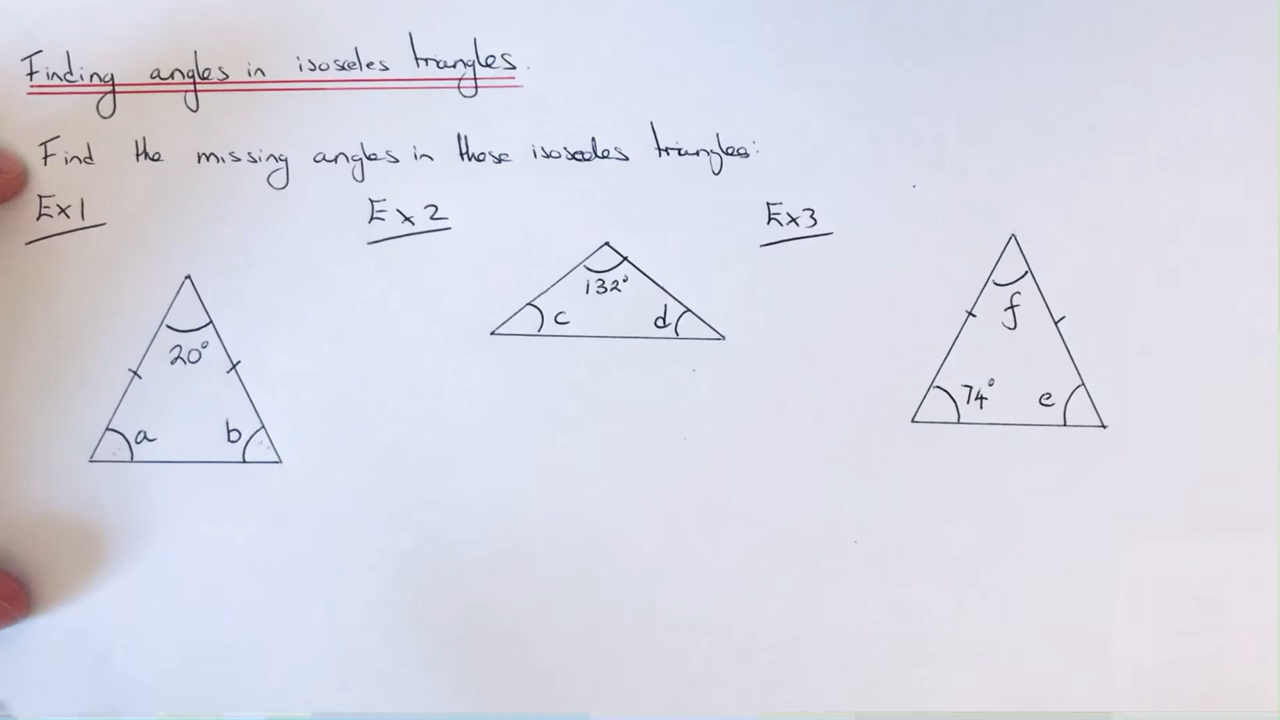 Finding angles in isosceles triangles.
Find the missing angles in these isosceles triangles:
Ex1 Ex2 Ex3
132°
c d
f
20°
74° e
a b